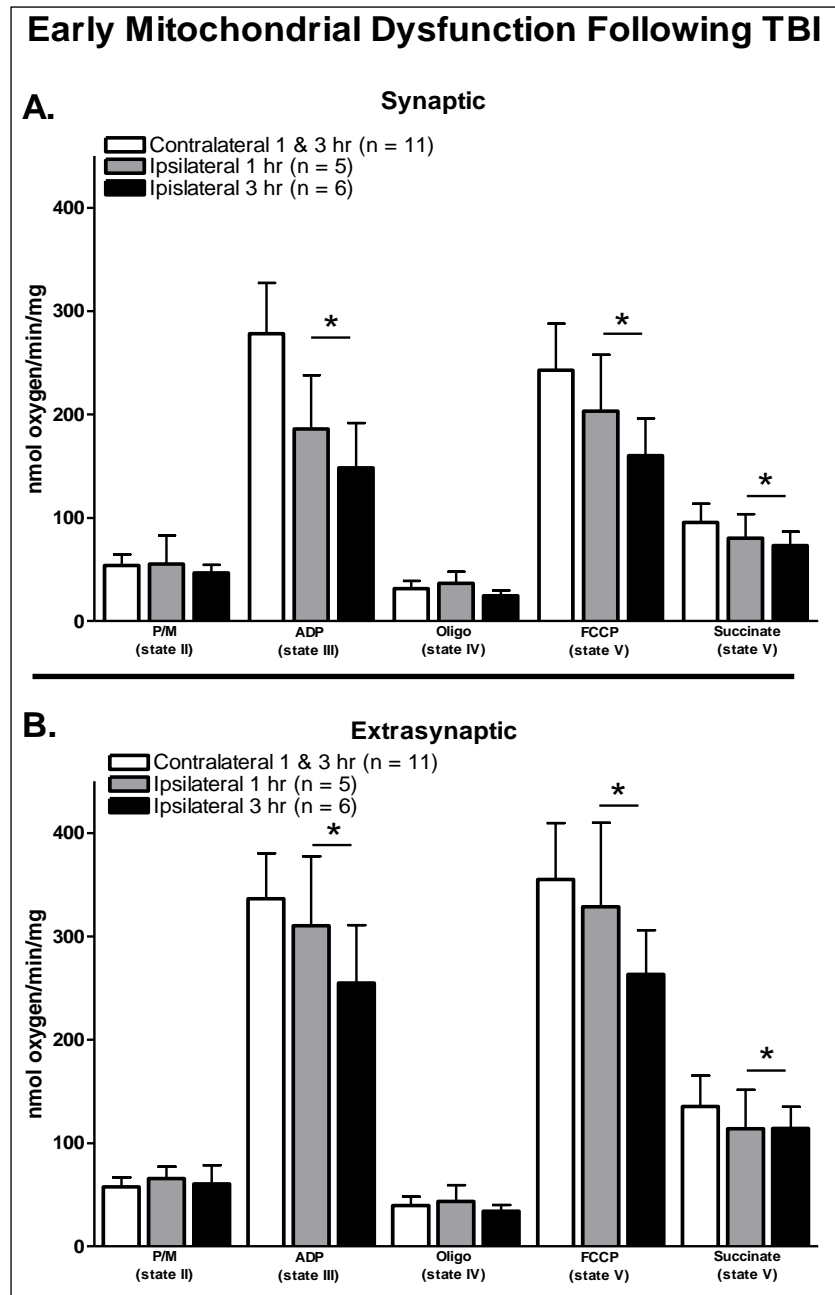 Early Mitochondrial Dysfunction Following TBI
A.
Synaptic
Contralateral 1 & 3 hr (n = 11)
Ipsilateral 1 hr (n = 5)
Ipislateral 3 hr (n = 6)
nmol oxygen/min/mg
400
300
200
100
0
*
*
*
P/M
(state II)
ADP
(state III)
Oligo
(state IV)
FCCP
(state V)
Succinate
(state V)
B.
Extrasynaptic
Contralateral 1 & 3 hr (n = 11)
Ipsilateral 1 hr (n = 5)
Ipsilateral 3 hr (n = 6)
nmol oxygen/min/mg
400
300
200
100
0
*
*
*
P/M
(state II)
ADP
(state III)
Oligo
(state IV)
FCCP
(state V)
Succinate
(state V)